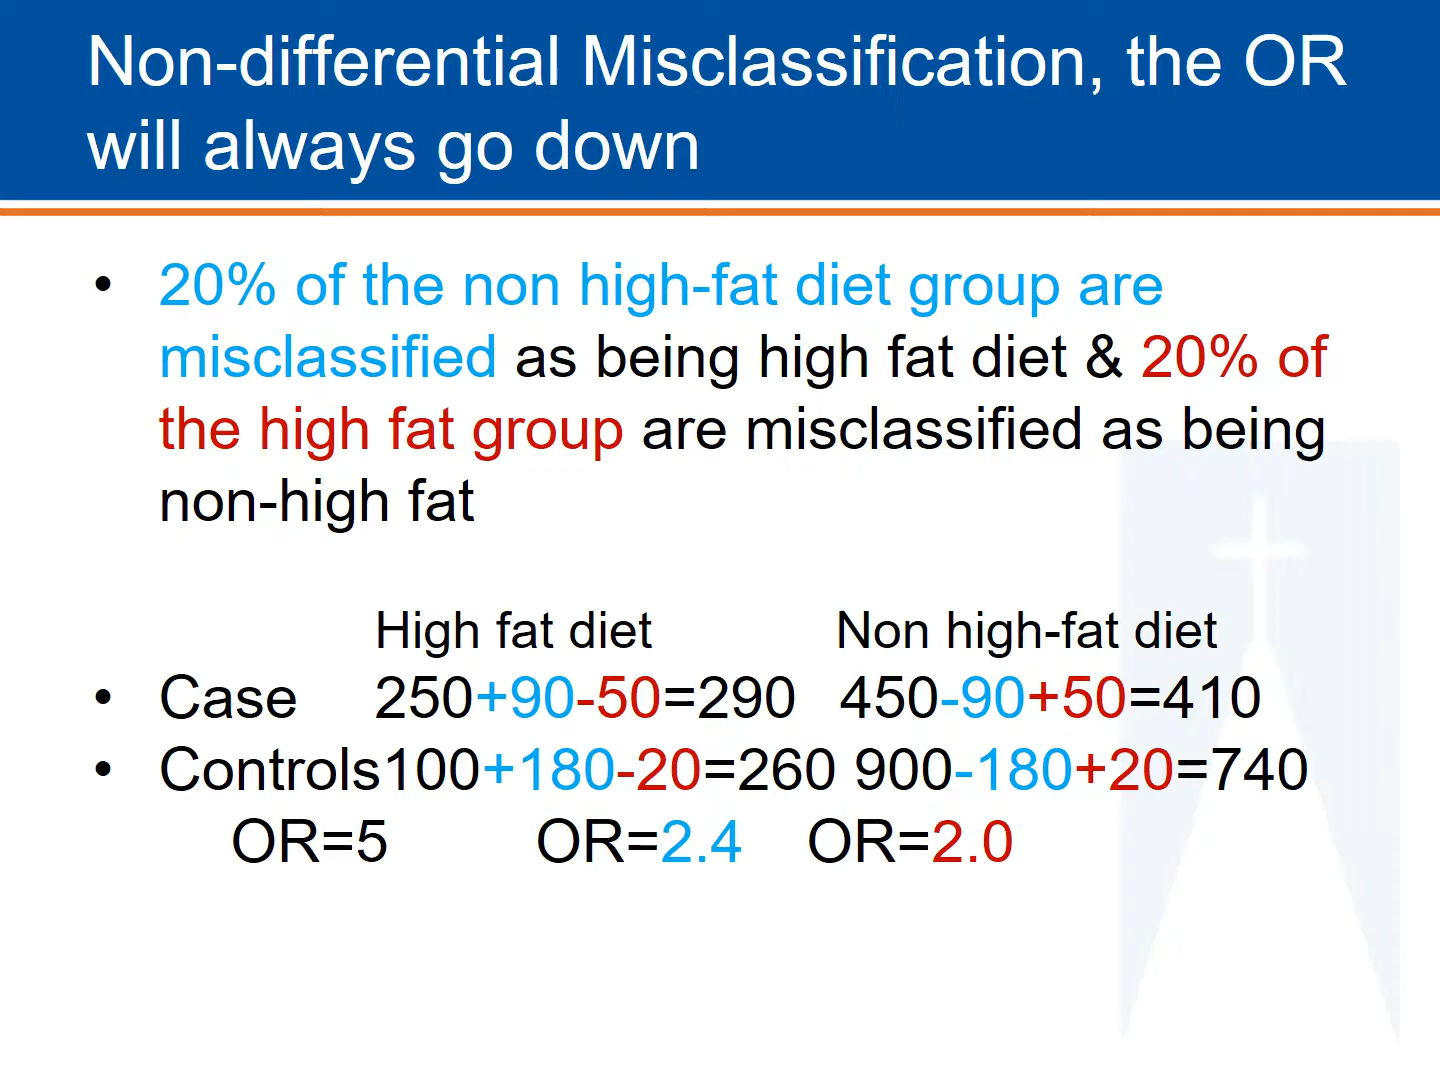 Non-differential Misclassification, the OR
will always go down
• 20% of the non high-fat diet group are
misclassified as being high fat diet & 20% of
the high fat group are misclassified as being
non-high fat
High fat diet Non high-fat diet
• Case 250+90-50=290 450-90+50=410
• Controls100+180-20=260 900-180+20=740
OR=5 OR=2.4 OR=2.0